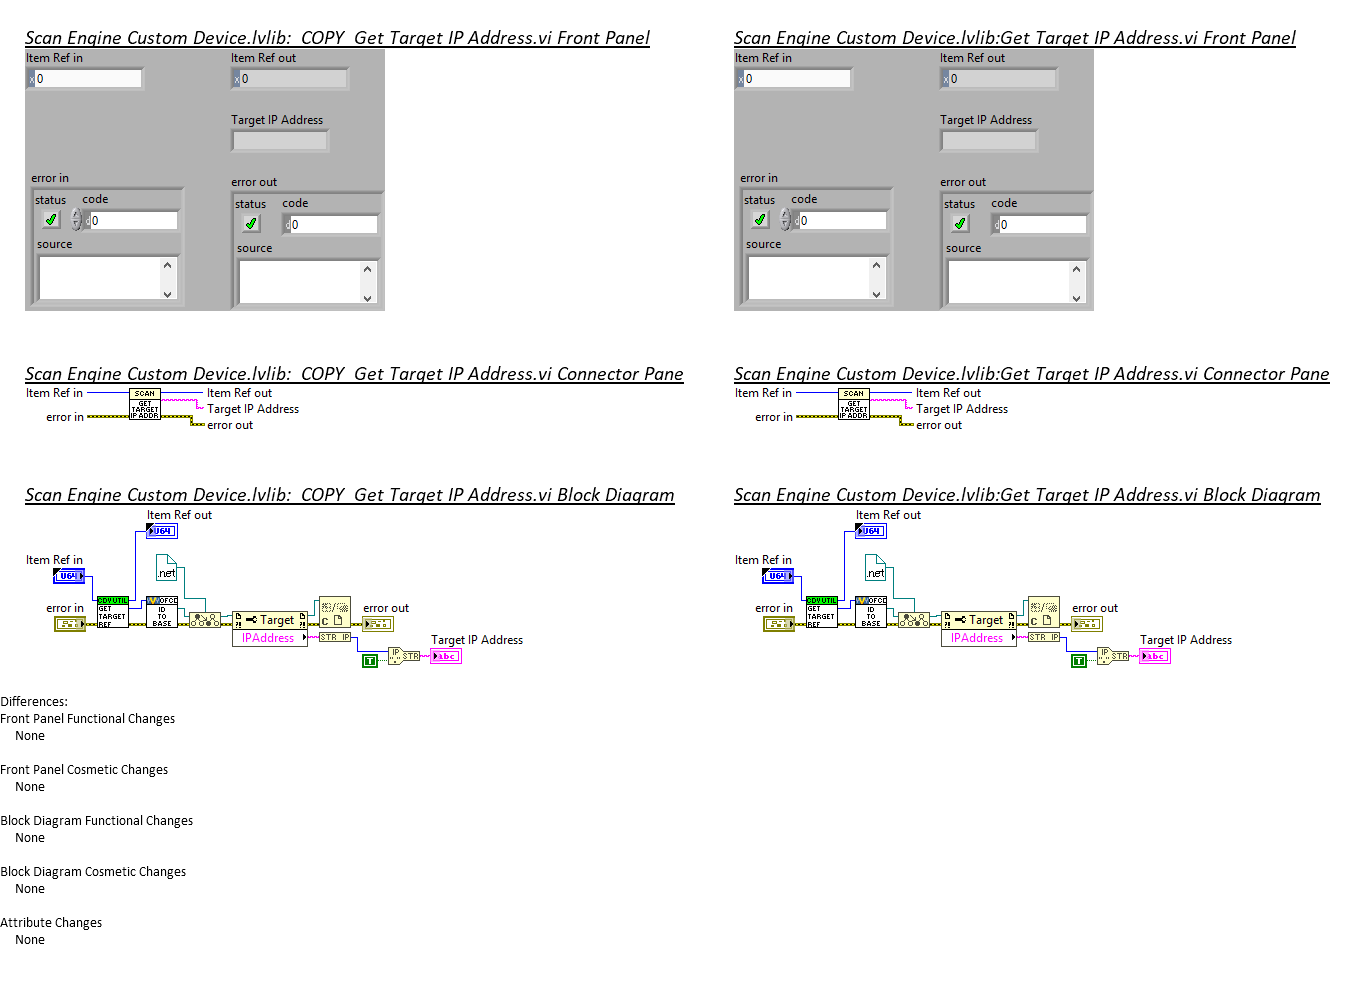 Scan Engine Custom Device.lvlib:  COPY  Get Target IP Address.vi Front Panel
Item Ref in
Item Ref out
x 0
x 0
Target IP Address
error in
error out
status
code
status
code
d 0
d 0
source
source
Scan Engine Custom Device.lvlib:Get Target IP Address.vi Front Panel
Item Ref in
Item Ref out
x 0
x 0
Target IP Address
error in
error out
status
code
status
code
d 0
d 0
source
source
Scan Engine Custom Device.lvlib:  COPY  Get Target IP Address.vi Connector Pane
Item Ref in
SCAN
GET
TARGET
IP ADDR
Item Ref out
Target IP Address
error in
error out
Scan Engine Custom Device.lvlib:Get Target IP Address.vi Connector Pane
Item Ref in
SCAN
GET
TARGET
IP ADDR
Item Ref out
Target IP Address
error in
error out
Scan Engine Custom Device.lvlib:  COPY  Get Target IP Address.vi Block Diagram
Item Ref out
U64
Item Ref in
U64
.net
error in
CDV UTIL
GET
TARGET
REF
OFCD
ID
TO
BASE
Target
IPAddress
C
error out
STR IP
T
IP
STR
Target IP Address
abc
Scan Engine Custom Device.lvlib:Get Target IP Address.vi Block Diagram
Item Ref out
U64
Item Ref in
U64
.net
error in
CDV UTIL
GET
TARGET
REF
OFCD
ID
TO
BASE
Target
IPAddress
C
error out
STR IP
T
IP
STR
Target IP Address
abc
Differences:
Front Panel Functional Changes
None
Front Panel Cosmetic Changes
None
Block Diagram Functional Changes
None
Block Diagram Cosmetic Changes
None
Attribute Changes
None